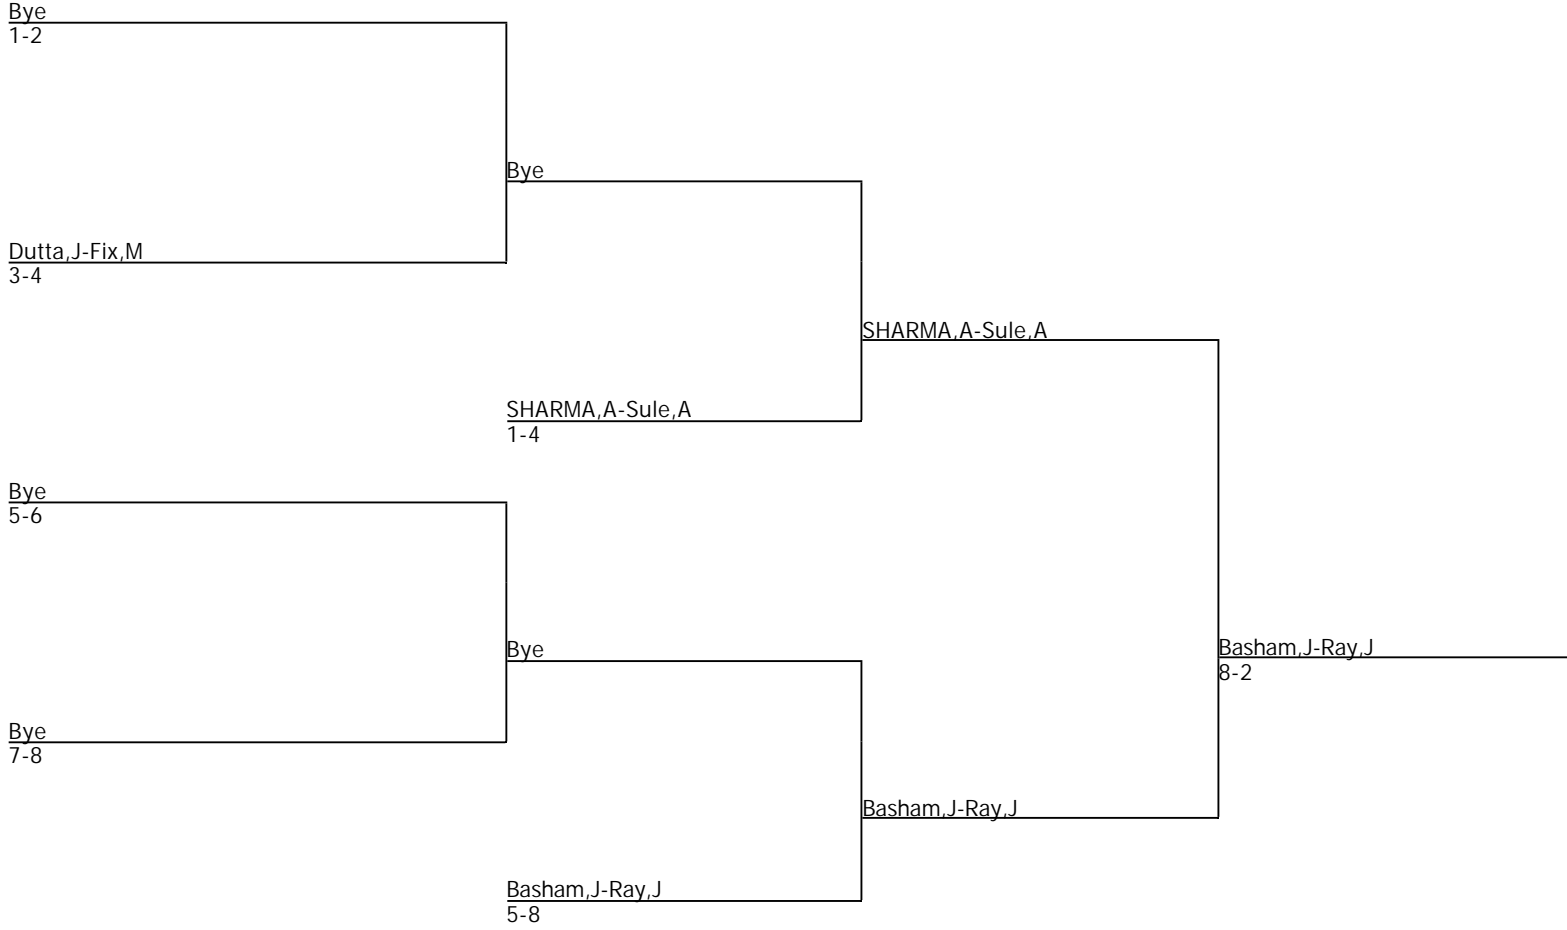 Bye
1-2
Bye
Dutta,J-Fix,M
3-4
SHARMA,A-Sule,A
SHARMA,A-Sule,A
1-4
Bye
5-6
Bye
Basham,J-Ray,J
8-2
Bye
7-8
Basham,J-Ray,J
Basham,J-Ray,J
5-8